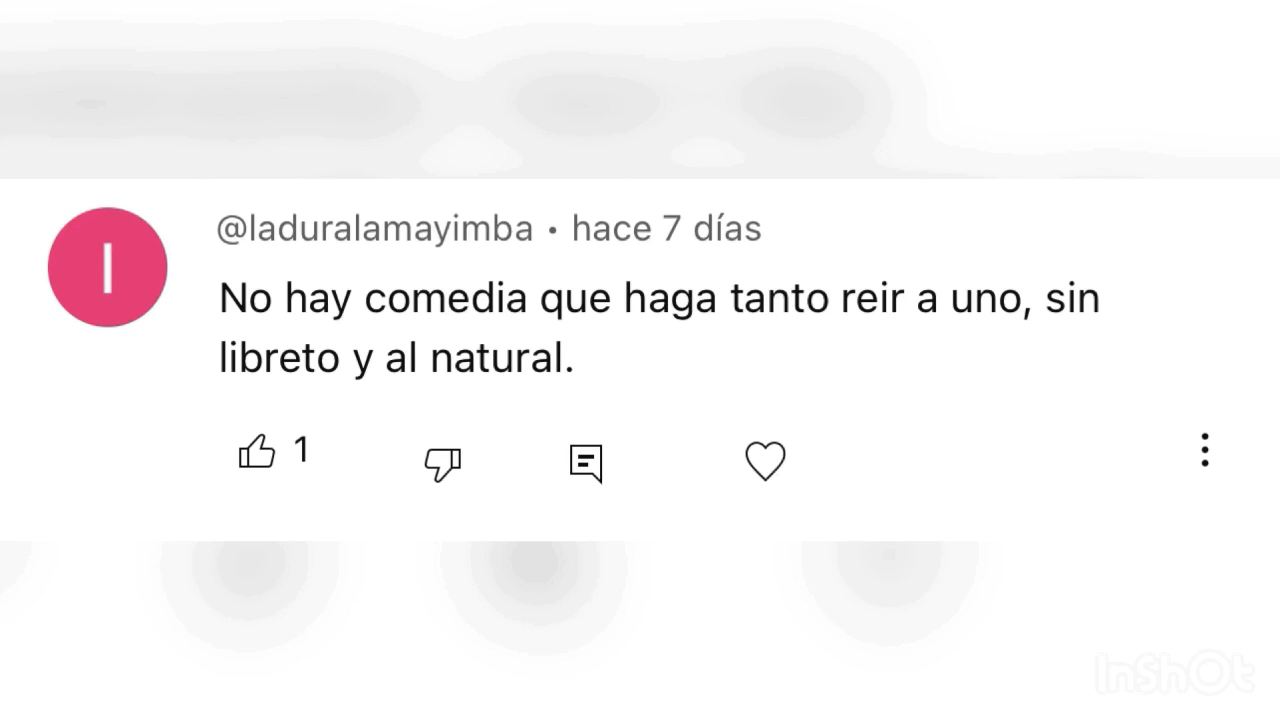 @laduralamayimba • hace 7 días
No hay comedia que haga tanto reir a uno, sin
libreto y al natural.
1
InShOt